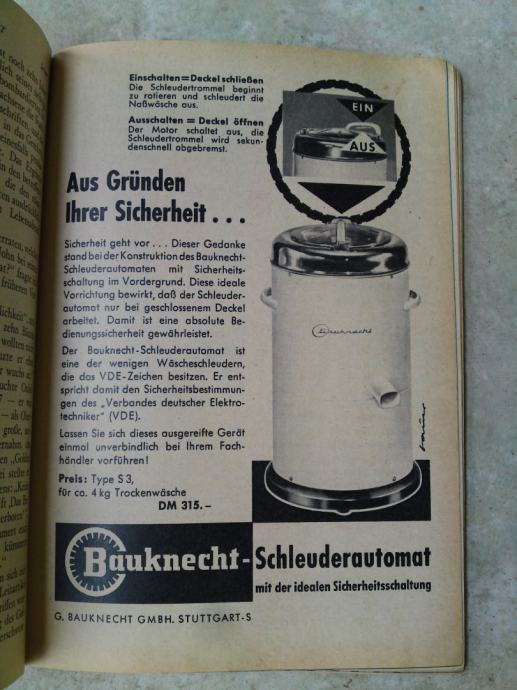 Einschalten=Deckel schließen
Die Schleudertrommel beginnt
zu rotieren und schleudert die
Naßwäsche aus.
Ausschalten = Deckel öffnen
Der Motor schaltet aus, die
Schleudertrommel wird sekun-
denschnell abgebremst.
EIN
AUS
Aus Gründen
Ihrer Sicherheit . . .
Sicherheit geht vor . . . Dieser Gedanke
stand bei der Konstruktion des Bauknecht-
Schleuderautomaten mit Sicherheits-
schaltung im Vordergrund. Diese ideale
Vorrichtung bewirkt, daß der Schleuder-
automat nur bei geschlossenem Deckel
arbeitet. Damit ist eine absolute Be-
dienungssicherheit gewährleistet.
Der Bauknecht-Schleuderautomat ist
eine der wenigen Wäscheschleudern,
die das VDE-Zeichen besitzen. Er ent-
spricht damit den Sicherheitsbestimmun-
gen des „Verbandes deutscher Elektro-
techniker" (VDE).
Lassen Sie sich dieses ausgereifte Gerät
einmal unverbindlich bei Ihrem Fach-
händler vorführen!
Preis: Type S 3,
für ca. 4 kg Trockenwäsche
DM 315.–
Bauknecht
Bauknecht-Schleuderautomat
mit der idealen Sicherheitsschaltung
G. BAUKNECHT GMBH. STUTTGART-S